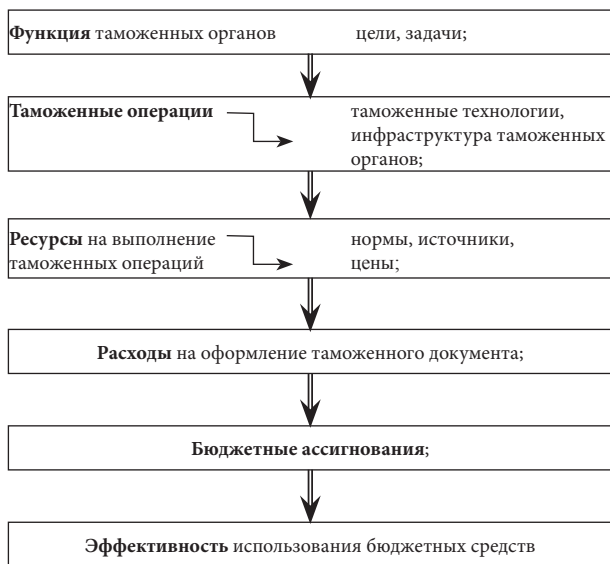 Функция таможенных органов цели, задачи;
Таможенные операции таможенные технологии,
инфраструктура таможенных
органов;
Ресурсы на выполнение нормы, источники,
таможенных операций цены;
Расходы на оформление таможенного документа;
Бюджетные ассигнования;
Эффективность использования бюджетных средств